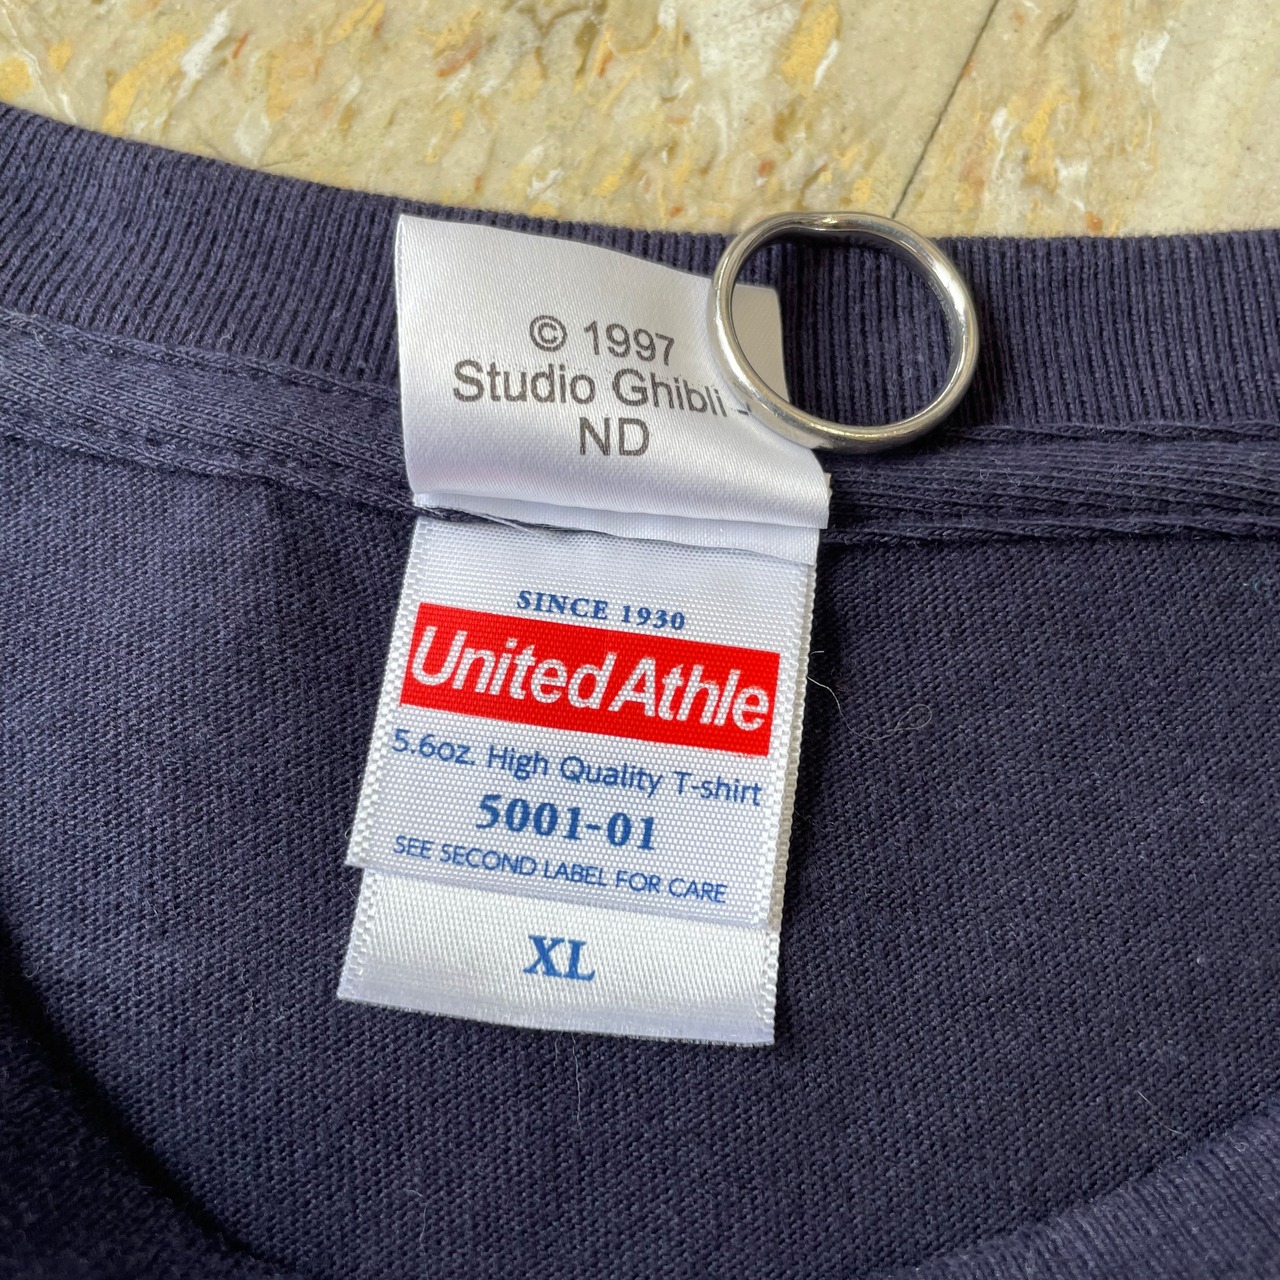 © 1997
Studio Ghibli -
ND
SINCE 1930
United Athle
5.6oz. High Quality T-shirt
5001-01
SEE SECOND LABEL FOR CARE
XL